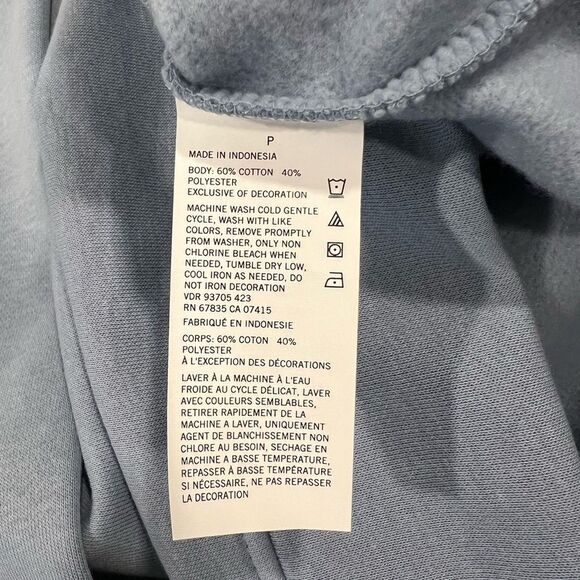 P
MADE IN INDONESIA
BODY: 60% COTTON 40%
POLYESTER
EXCLUSIVE OF DECORATION
MACHINE WASH COLD GENTLE
CYCLE, WASH WITH LIKE
COLORS, REMOVE PROMPTLY
FROM WASHER, ONLY NON
CHLORINE BLEACH WHEN
NEEDED, TUMBLE DRY LOW,
COOL IRON AS NEEDED, DO
NOT IRON DECORATION
VDR 93705 423
RN 67835 CA 07415
FABRIQUÉ EN INDONESIE
CORPS: 60% COTON 40%
POLYESTER
À L'EXCEPTION DES DÉCORATIONS
LAVER À LA MACHINE À L'EAU
FROIDE AU CYCLE DÉLICAT, LAVER
AVEC COULEURS SEMBLABLES,
RETIRER RAPIDEMENT DE LA
MACHINE A LAVER, UNIQUEMENT
AGENT DE BLANCHISSEMENT NON
CHLORE AU BESOIN, SECHAGE EN
MACHINE A BASSE TEMPERATURE,
REPASSER À BASSE TEMPÉRATURE
SI NÉCESSAIRE, NE PAS REPASSER
LA DECORATION